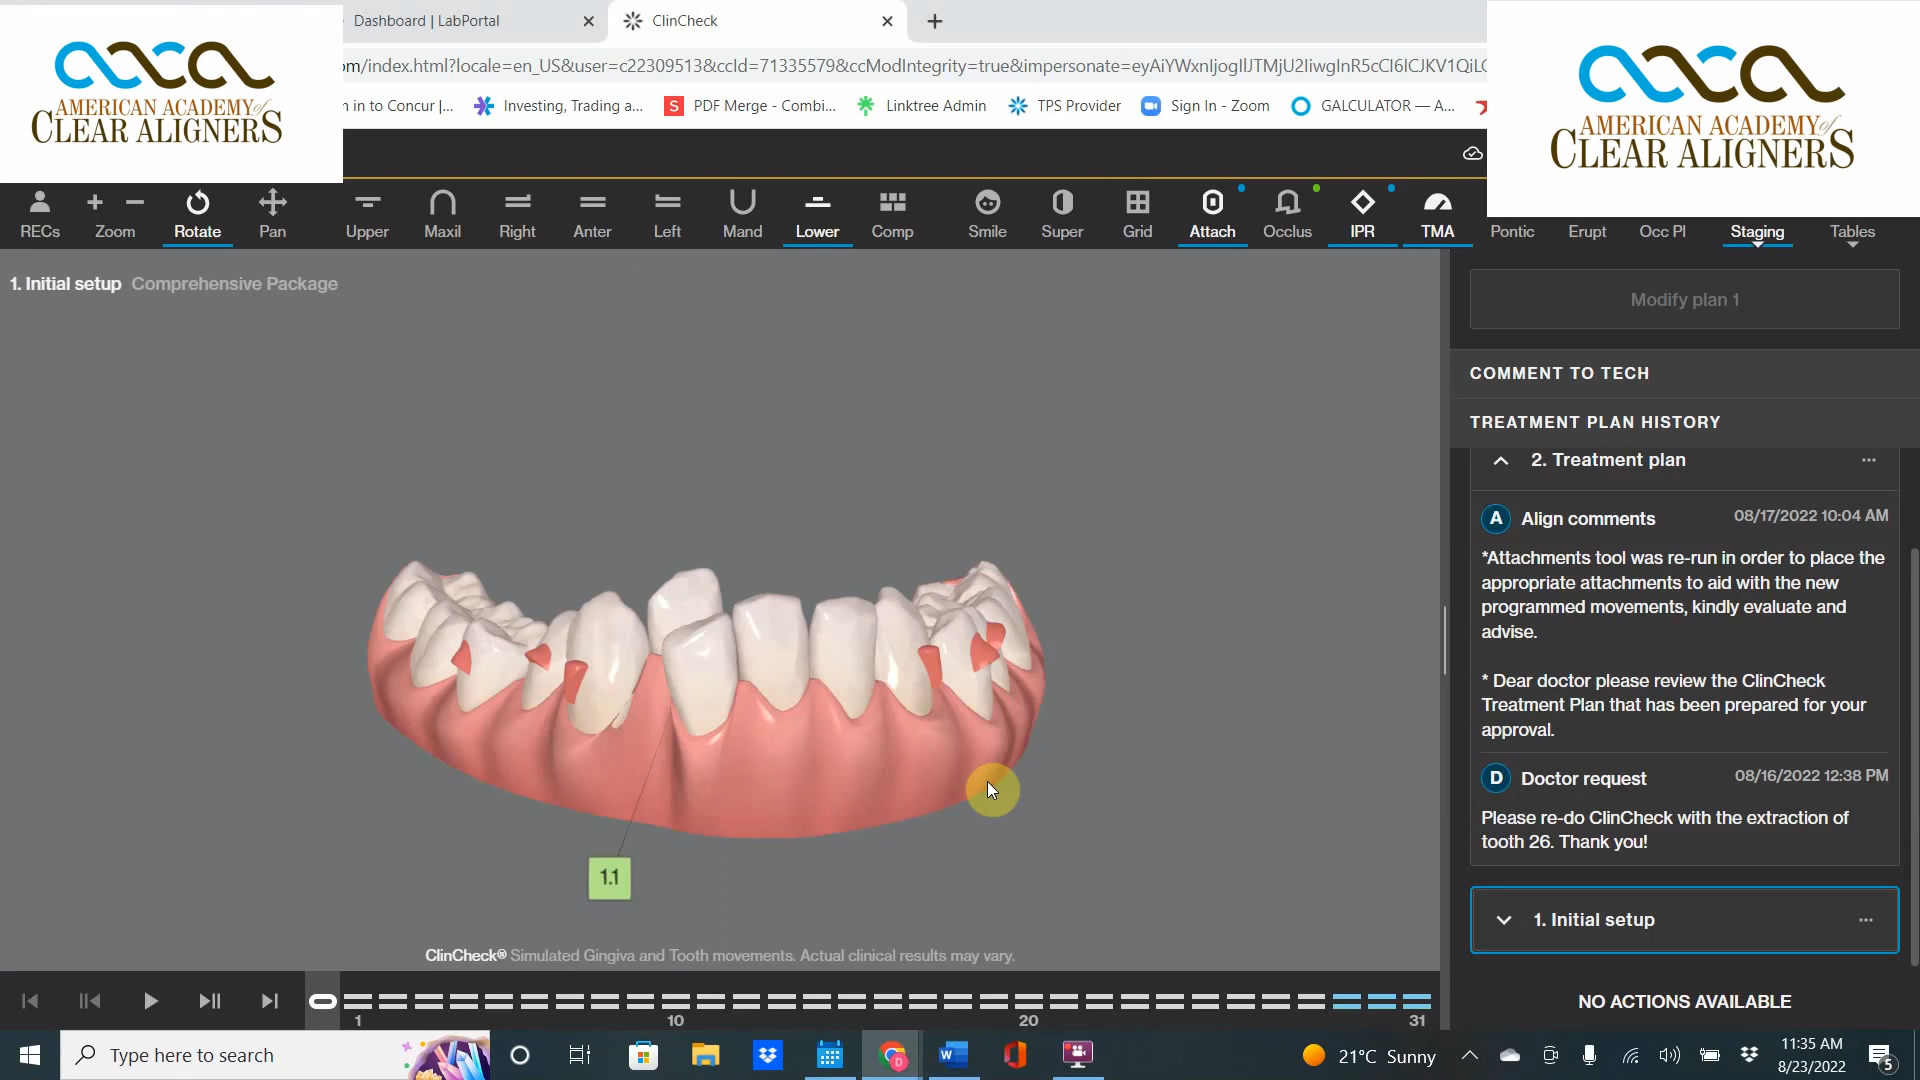 Dashboard | LabPortal
ClinCheck
AMERICAN ACADEMY of
CLEAR ALIGNERS
AMERICAN ACADEMY of
CLEAR ALIGNERS
om/index.html?locale=en_US&user=c22309513&ccId=71335579&ccModIntegrity=true&impersonate=
n in to Concur |...
Investing, Trading a...
PDF Merge - Combi...
Linktree Admin
TPS Provider
Sign In - Zoom
GALCULATOR — A...
RECs
Zoom
Rotate
Pan
Upper
Maxil
Right
Anter
Left
Mand
Lower
Comp
Smile
Super
Grid
Attach
Occlus
IPR
TMA
Pontic
Erupt
Occ Pl
Staging
Tables
1. Initial setup Comprehensive Package
Modify plan 1
COMMENT TO TECH
TREATMENT PLAN HISTORY
2. Treatment plan
A Align comments 08/17/2022 10:04 AM
*Attachments tool was re-run in order to place the
appropriate attachments to aid with the new
programmed movements, kindly evaluate and
advise.
* Dear doctor please review the ClinCheck
Treatment Plan that has been prepared for your
approval.
D Doctor request 08/16/2022 12:38 PM
Please re-do ClinCheck with the extraction of
tooth 26. Thank you!
1. Initial setup
NO ACTIONS AVAILABLE
1.1
ClinCheck® Simulated Gingiva and Tooth movements. Actual clinical results may vary.
1
10
20
31
Type here to search
21°C Sunny
11:35 AM
8/23/2022
5